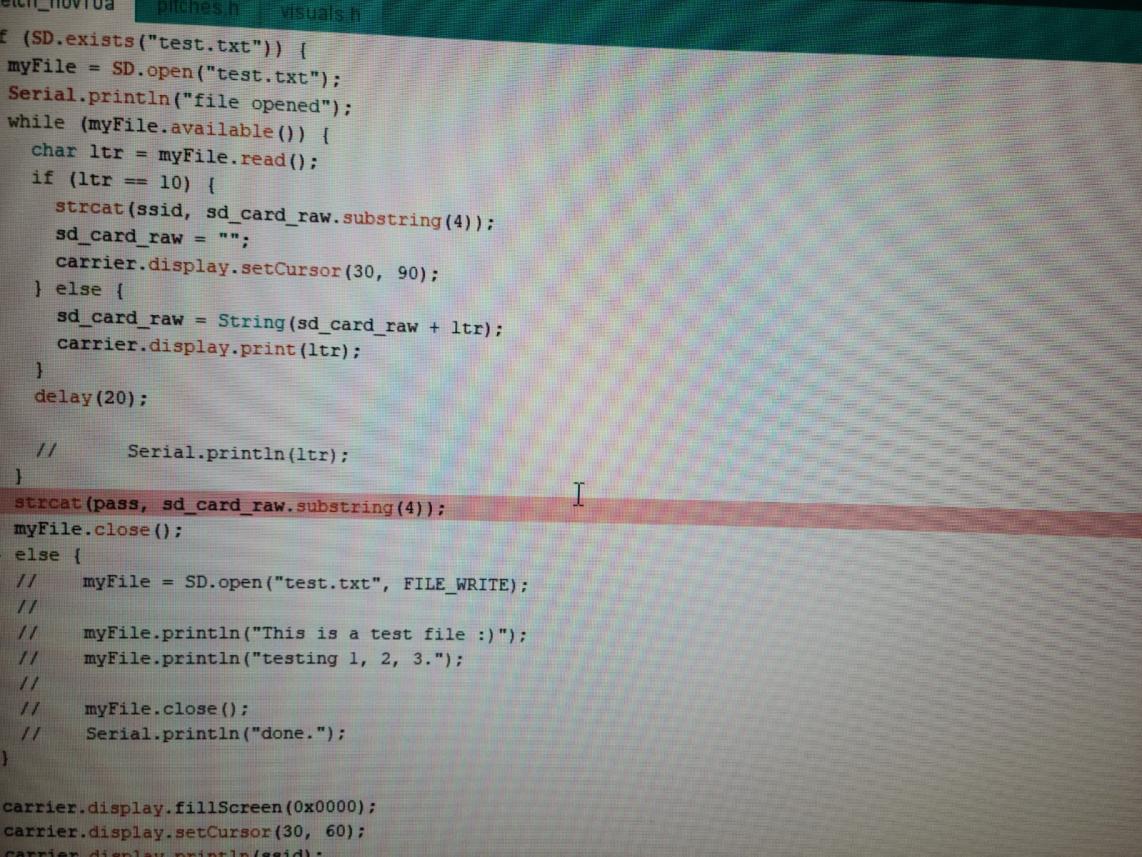 pitches.h
visuals.h
(SD.exists("test.txt")) {
myFile = SD.open("test.txt");
Serial.println("file opened");
while (myFile.available()) {
char ltr = myFile.read();
if (ltr == 10) {
strcat(ssid, sd_card_raw.substring(4));
sd_card_raw = "";
carrier.display.setCursor(30, 90);
} else {
sd_card_raw = String(sd_card_raw + ltr);
carrier.display.print(ltr);
}
delay(20);
// Serial.println(ltr);
}
strcat(pass, sd_card_raw.substring(4));
myFile.close();
else {
// myFile = SD.open("test.txt", FILE_WRITE);
//
// myFile.println("This is a test file :)");
// myFile.println("testing 1, 2, 3.");
//
// myFile.close();
// Serial.println("done.");
}
carrier.display.fillScreen(0x0000);
carrier.display.setCursor(30, 60);
carrier.display.println(ssid);